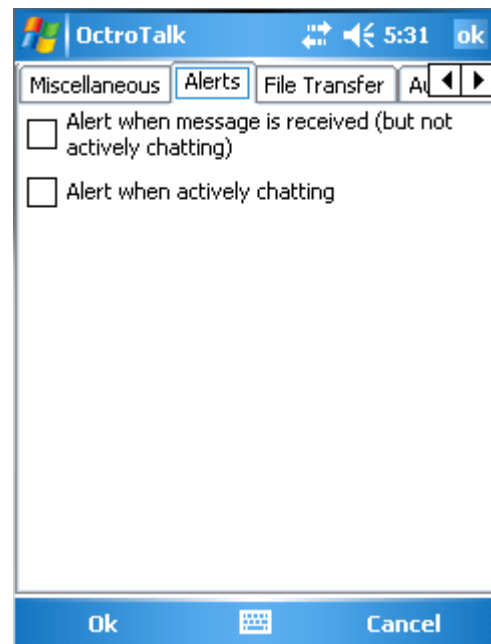 OctroTalk 5:31 ok
Miscellaneous Alerts File Transfer
Alert when message is received (but not
actively chatting)
Alert when actively chatting
Ok Cancel